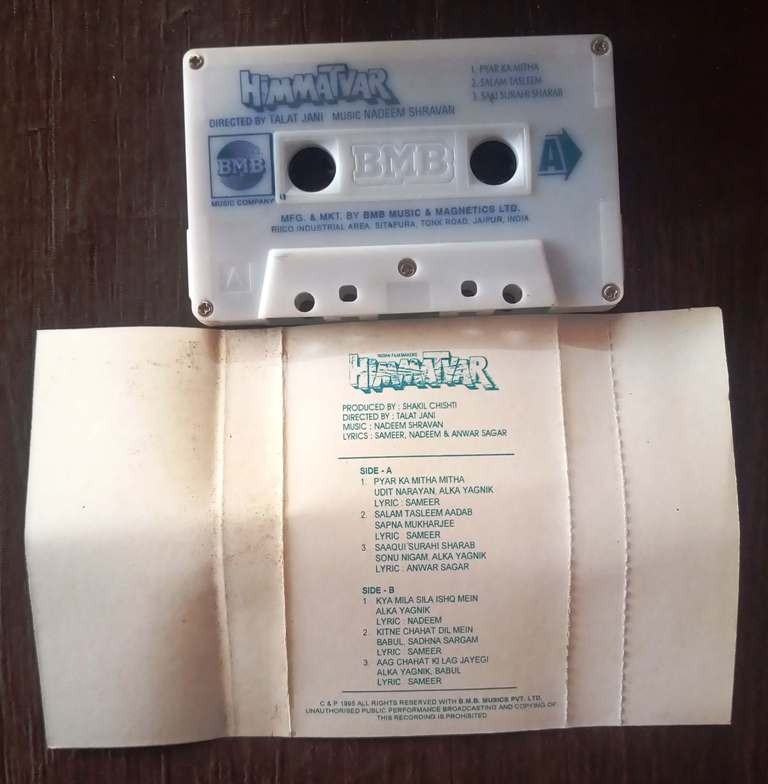 HIMMATVAR
1. PYAR KA MITHA
2. SALAM TASLEEM
3. SAKI SURAHI SHARAB
DIRECTED BY TALAT JANI MUSIC NADEEM SHRAVAN
BMB
MUSIC COMPANY
BMB
A
MFG. & MKT. BY BMB MUSIC & MAGNETICS LTD.
RIICO INDUSTRIAL AREA, SITAPURA, TONK ROAD, JAIPUR, INDIA
A
INDIAN FILM MAKERS
HIMMATVAR
PRODUCED BY : SHAKIL CHISHTI
DIRECTED BY : TALAT JANI
MUSIC : NADEEM SHRAVAN
LYRICS : SAMEER, NADEEM & ANWAR SAGAR
SIDE - A
1. PYAR KA MITHA MITHA
UDIT NARAYAN, ALKA YAGNIK
LYRIC : SAMEER
2. SALAM TASLEEM AADAB
SAPNA MUKHARJEE
LYRIC : SAMEER
3. SAAQUI SURAHI SHARAB
SONU NIGAM, ALKA YAGNIK
LYRIC : ANWAR SAGAR
SIDE - B
1. KYA MILA SILA ISHQ MEIN
ALKA YAGNIK
LYRIC : NADEEM
2. KITNE CHAHAT DIL MEIN
BABUL, SADHNA SARGAM
LYRIC : SAMEER
3. AAG CHAHAT KI LAG JAYEGI
ALKA YAGNIK, BABUL
LYRIC : SAMEER
C & P 1995 ALL RIGHTS RESERVED WITH B.M.B. MUSICS PVT. LTD.
UNAUTHORISED PUBLIC PERFORMANCE BROADCASTING AND COPYING OF
THIS RECORDING IS PROHIBITED